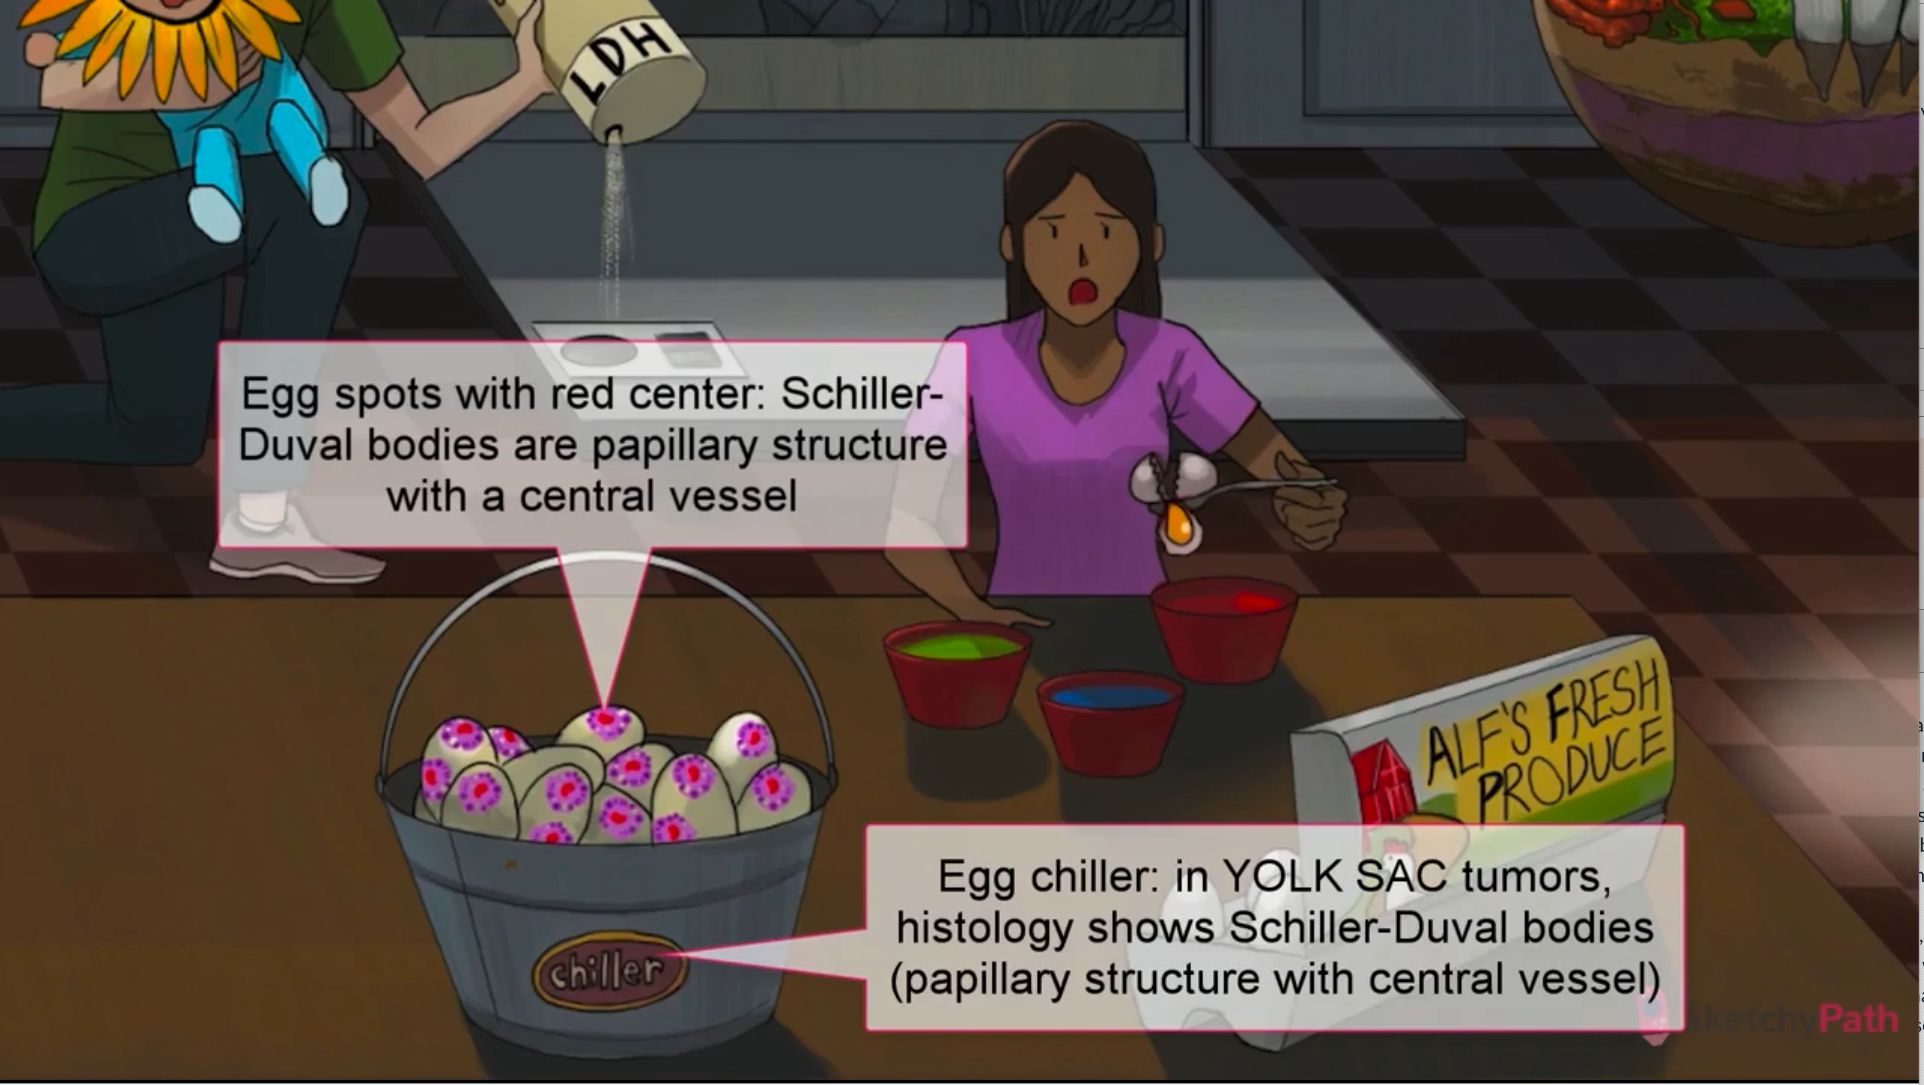 LDH
Egg spots with red center: Schiller-
Duval bodies are papillary structure
with a central vessel
ALF'S FRESH
PRODUCE
Egg chiller: in YOLK SAC tumors,
histology shows Schiller-Duval bodies
(papillary structure with central vessel)
chiller
SketchyPath